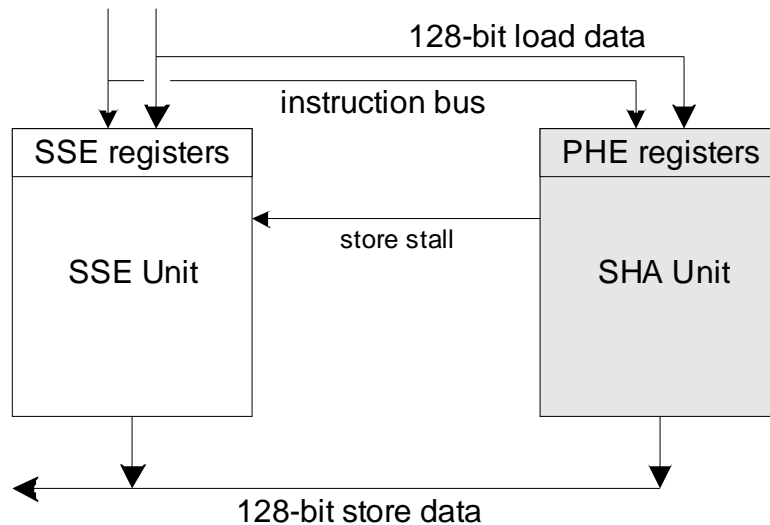 128-bit load data
instruction bus
SSE registers
PHE registers
store stall
SSE Unit
SHA Unit
128-bit store data